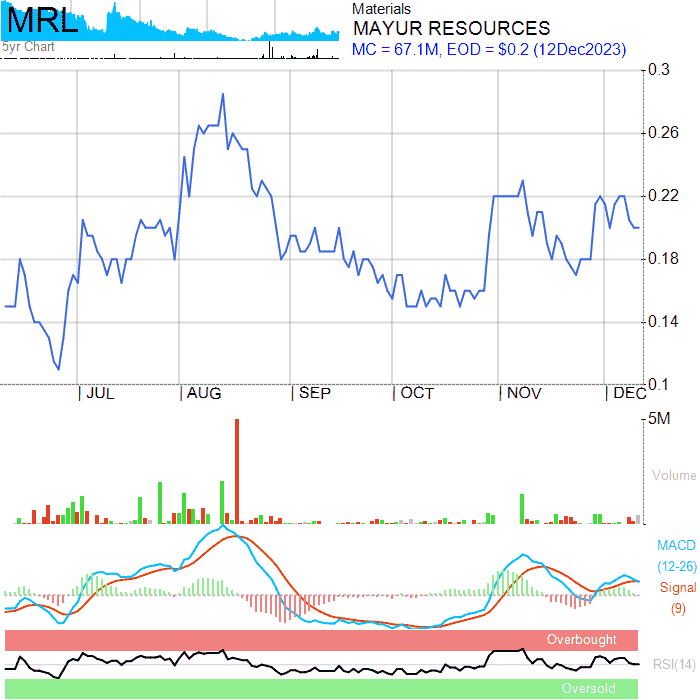 MRL
5yr Chart
Materials
MAYUR RESOURCES
MC = 67.1M, EOD = $0.2 (12Dec2023)
0.3
0.26
0.22
0.18
0.14
0.1
| JUL | AUG | SEP | OCT | NOV | DEC
5M
Volume
MACD
(12-26)
Signal
(9)
Overbought
RSI(14)
Oversold